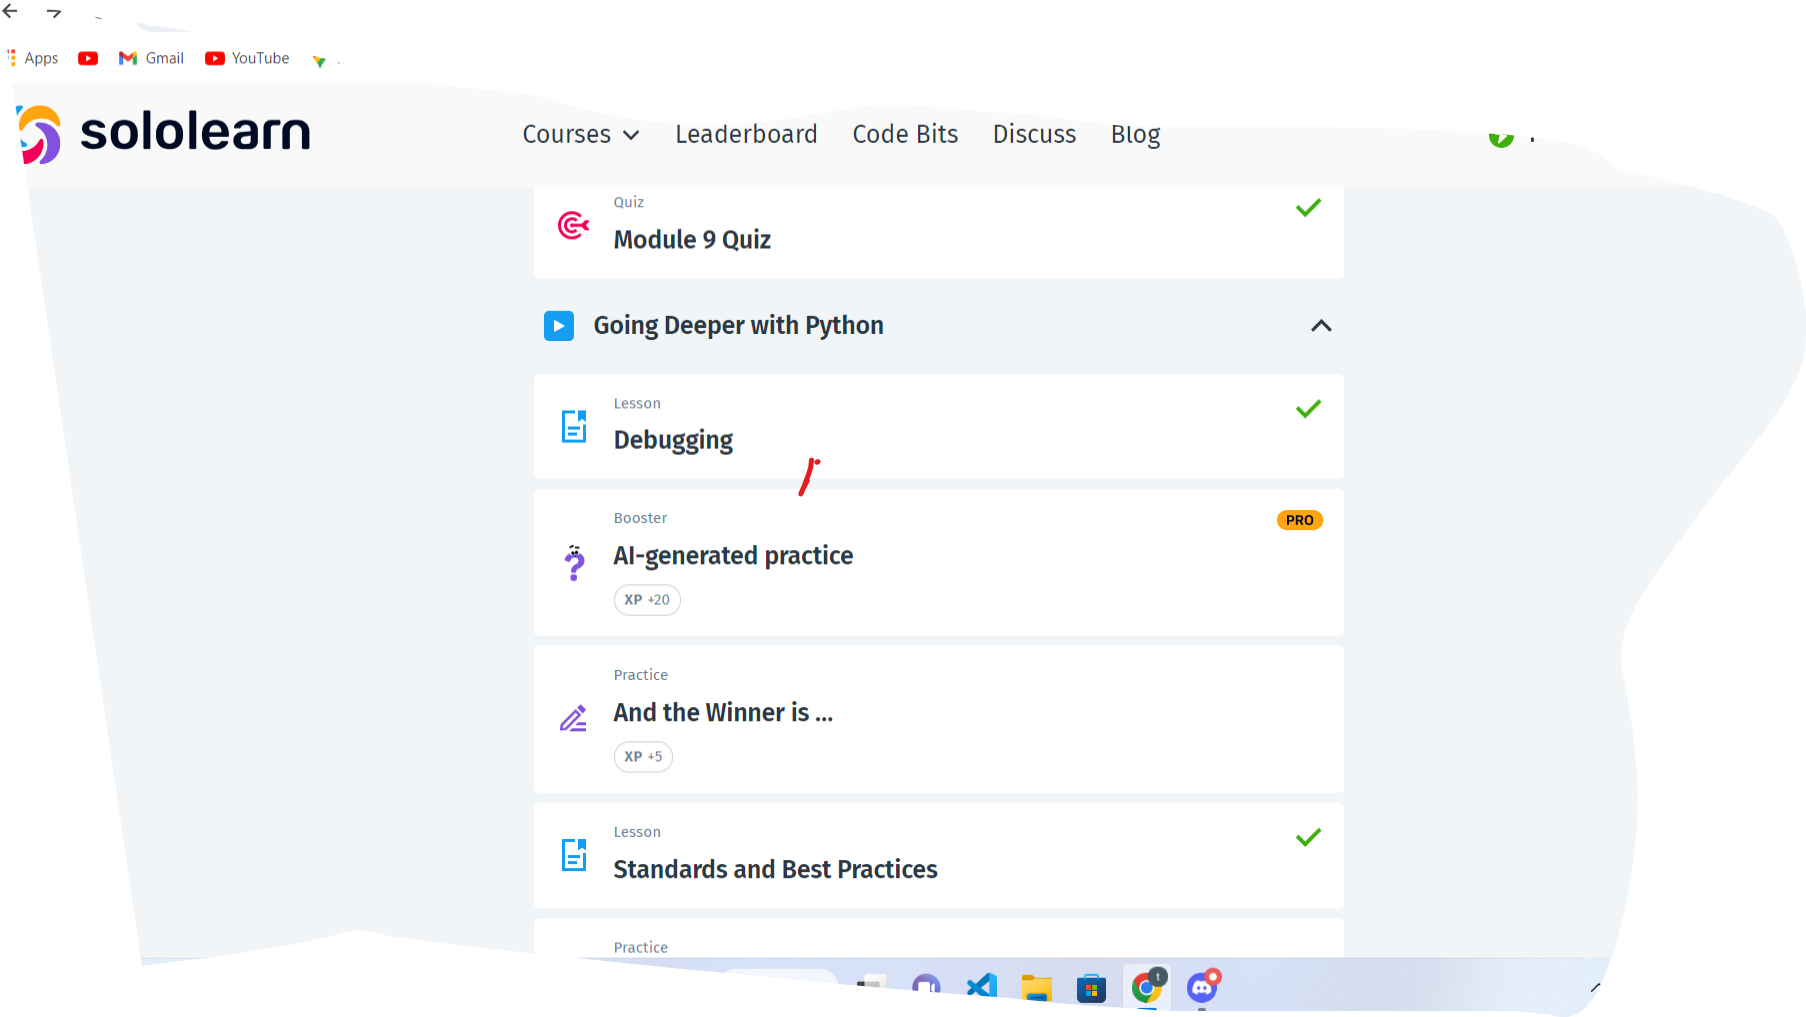 Apps Gmail YouTube
sololearn Courses Leaderboard Code Bits Discuss Blog
Quiz
Module 9 Quiz
Going Deeper with Python
Lesson
Debugging
Booster
PRO
AI-generated practice
XP +20
Practice
And the Winner is ...
XP +5
Lesson
Standards and Best Practices
Practice
t